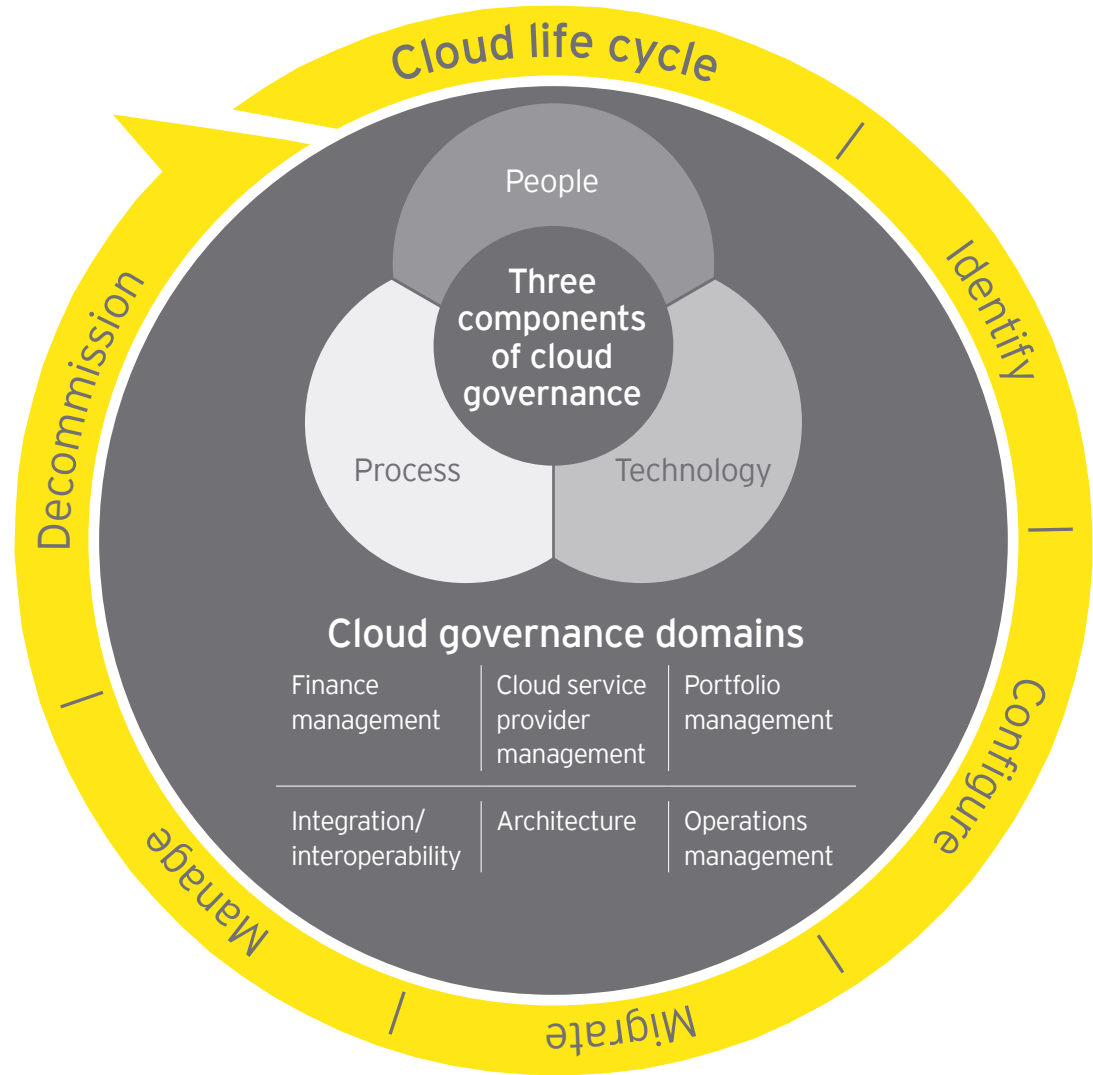 Cloud life cycle
Identify
Configure
Migrate
Manage
Decommission
People
Three
components
of cloud
governance
Process
Technology
Cloud governance domains
Finance
management
Cloud service
provider
management
Portfolio
management
Integration/
interoperability
Architecture
Operations
management